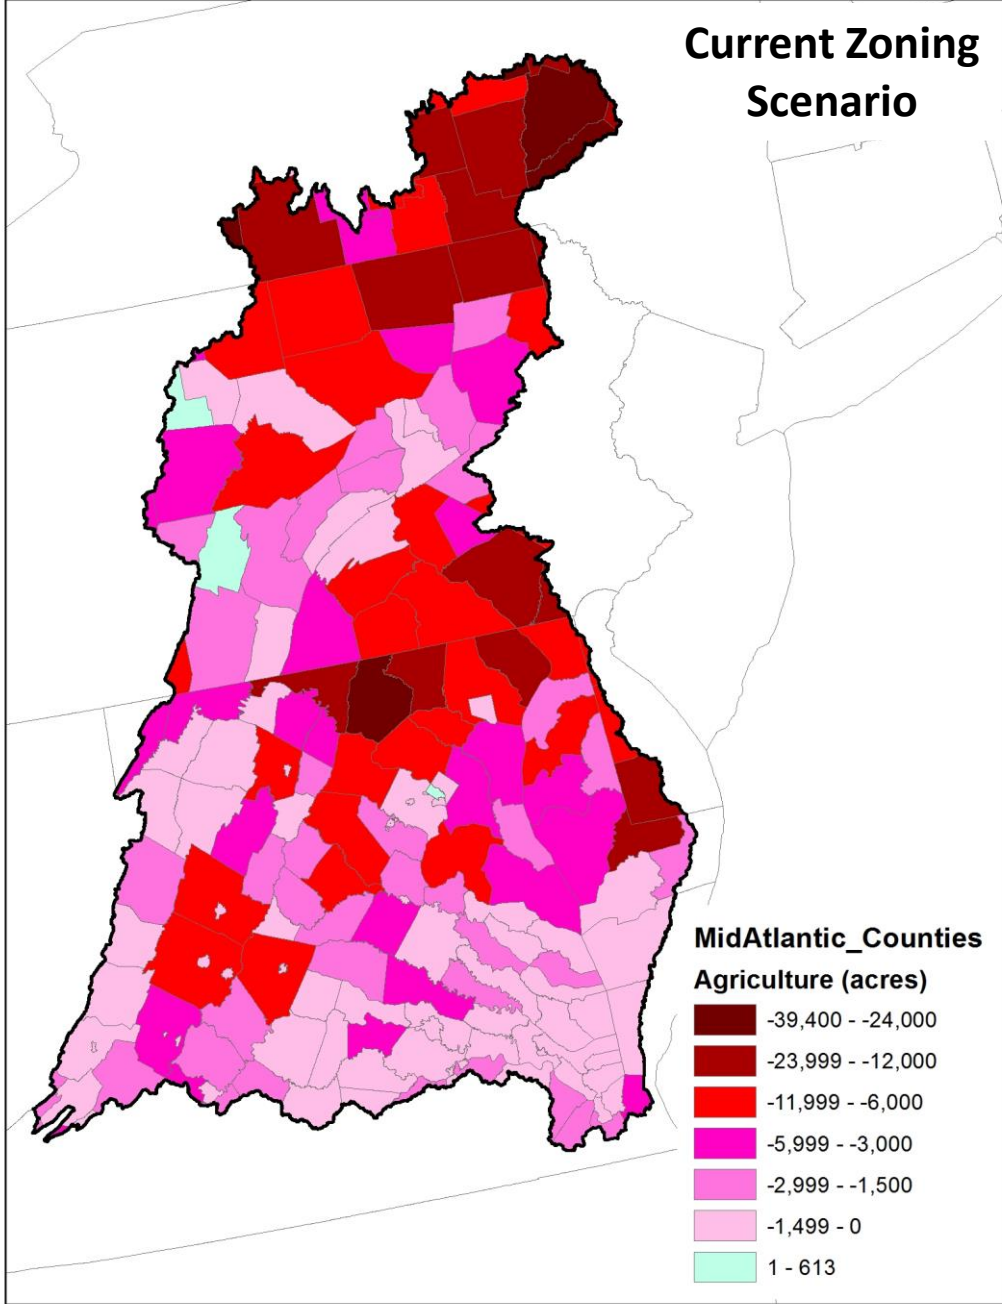 Current Zoning
Scenario
MidAtlantic_Counties
Agriculture (acres)
-39,400 - -24,000
-23,999 - -12,000
-11,999 - -6,000
-5,999 - -3,000
-2,999 - -1,500
-1,499 - 0
1 - 613